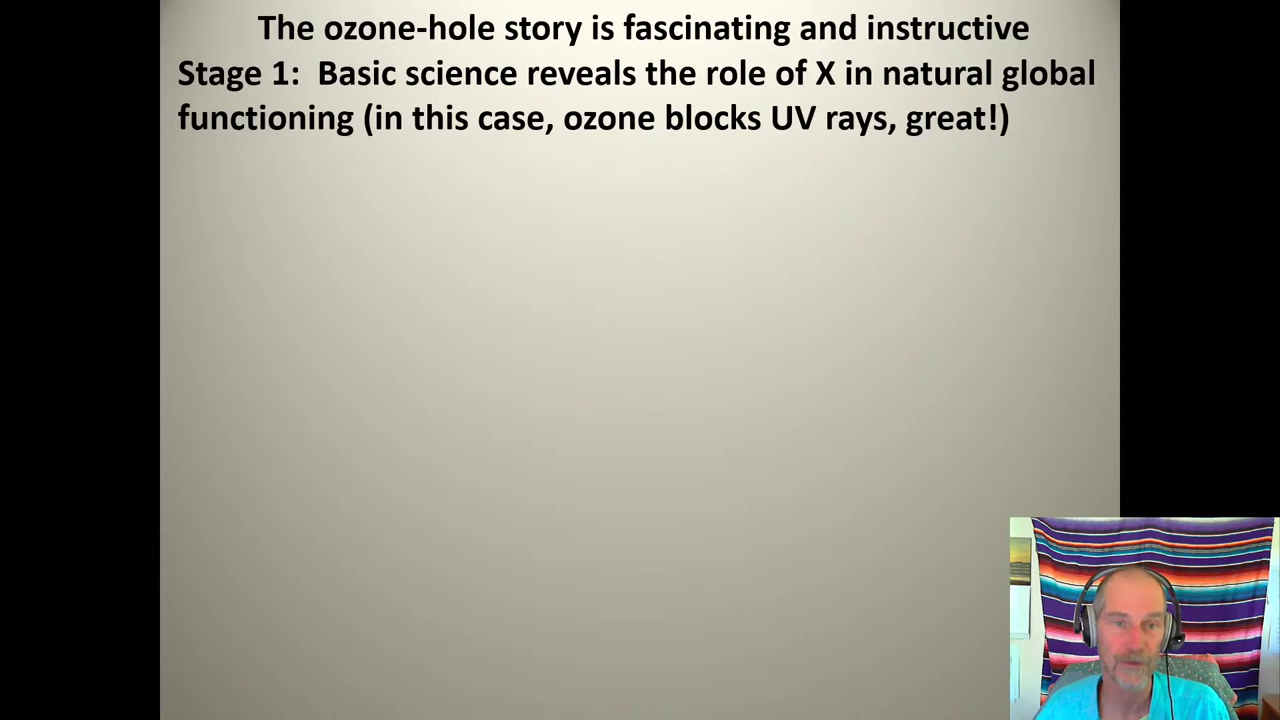 The ozone-hole story is fascinating and instructive
Stage 1:  Basic science reveals the role of X in natural global
functioning (in this case, ozone blocks UV rays, great!)